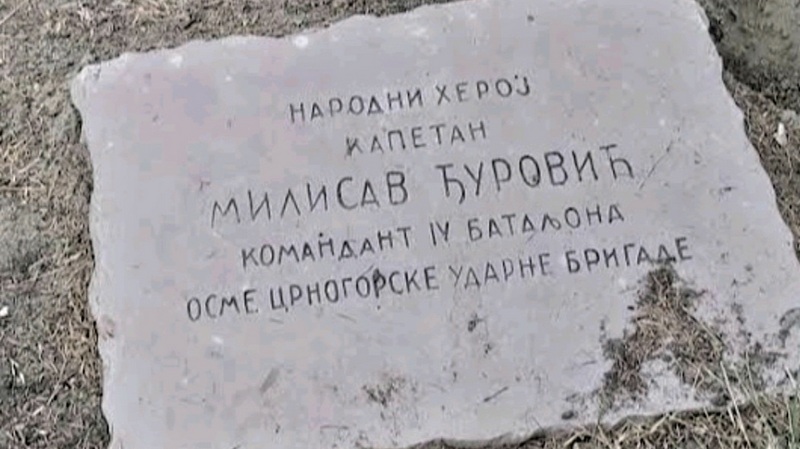 НАРОДНИ ХЕРОЈ
КАПЕТАН
МИЛИСАВ ЂУРОВИЋ
КОМАНДАНТ IV БАТАЉОНА
ОСМЕ ЦРНОГОРСКЕ УДАРНЕ БРИГАДЕ